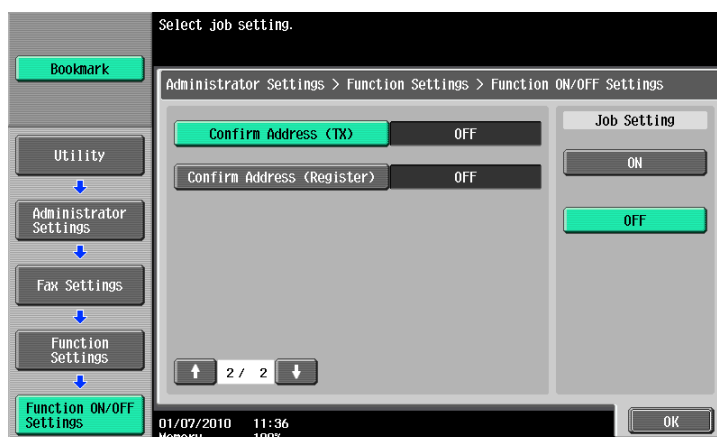 Select job setting.
Bookmark
Administrator Settings > Function Settings > Function ON/OFF Settings
Utility
Administrator
Settings
Fax Settings
Function
Settings
Function ON/OFF
Settings
Confirm Address (TX) OFF
Confirm Address (Register) OFF
2/ 2
Job Setting
ON
OFF
01/07/2010 11:36
Memory 100%
OK